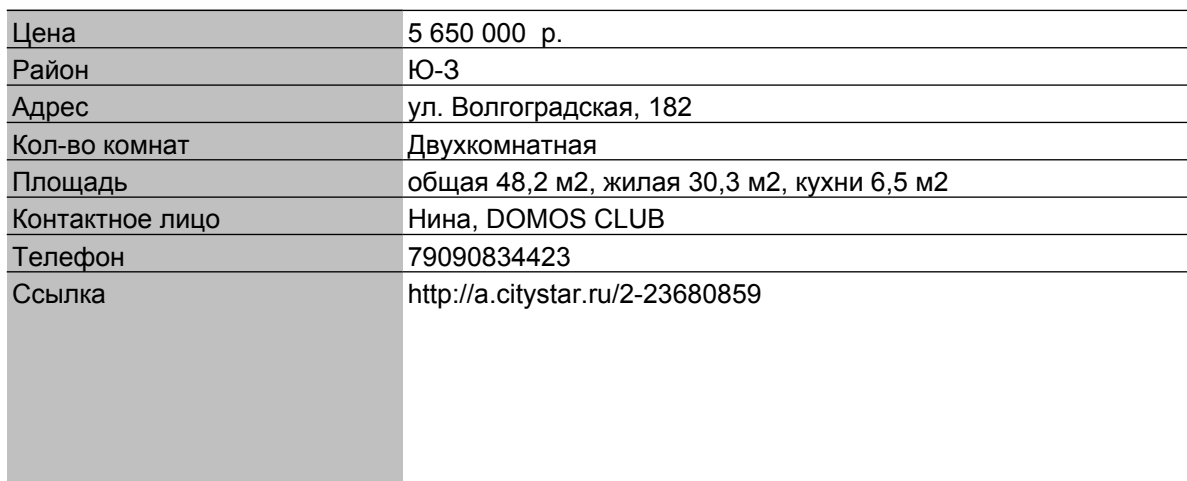 Цена 5 650 000 р.
Район Ю-З
Адрес ул. Волгоградская, 182
Кол-во комнат Двухкомнатная
Площадь общая 48,2 м2, жилая 30,3 м2, кухни 6,5 м2
Контактное лицо Нина, DOMOS CLUB
Телефон 79090834423
Ссылка http://a.citystar.ru/2-23680859